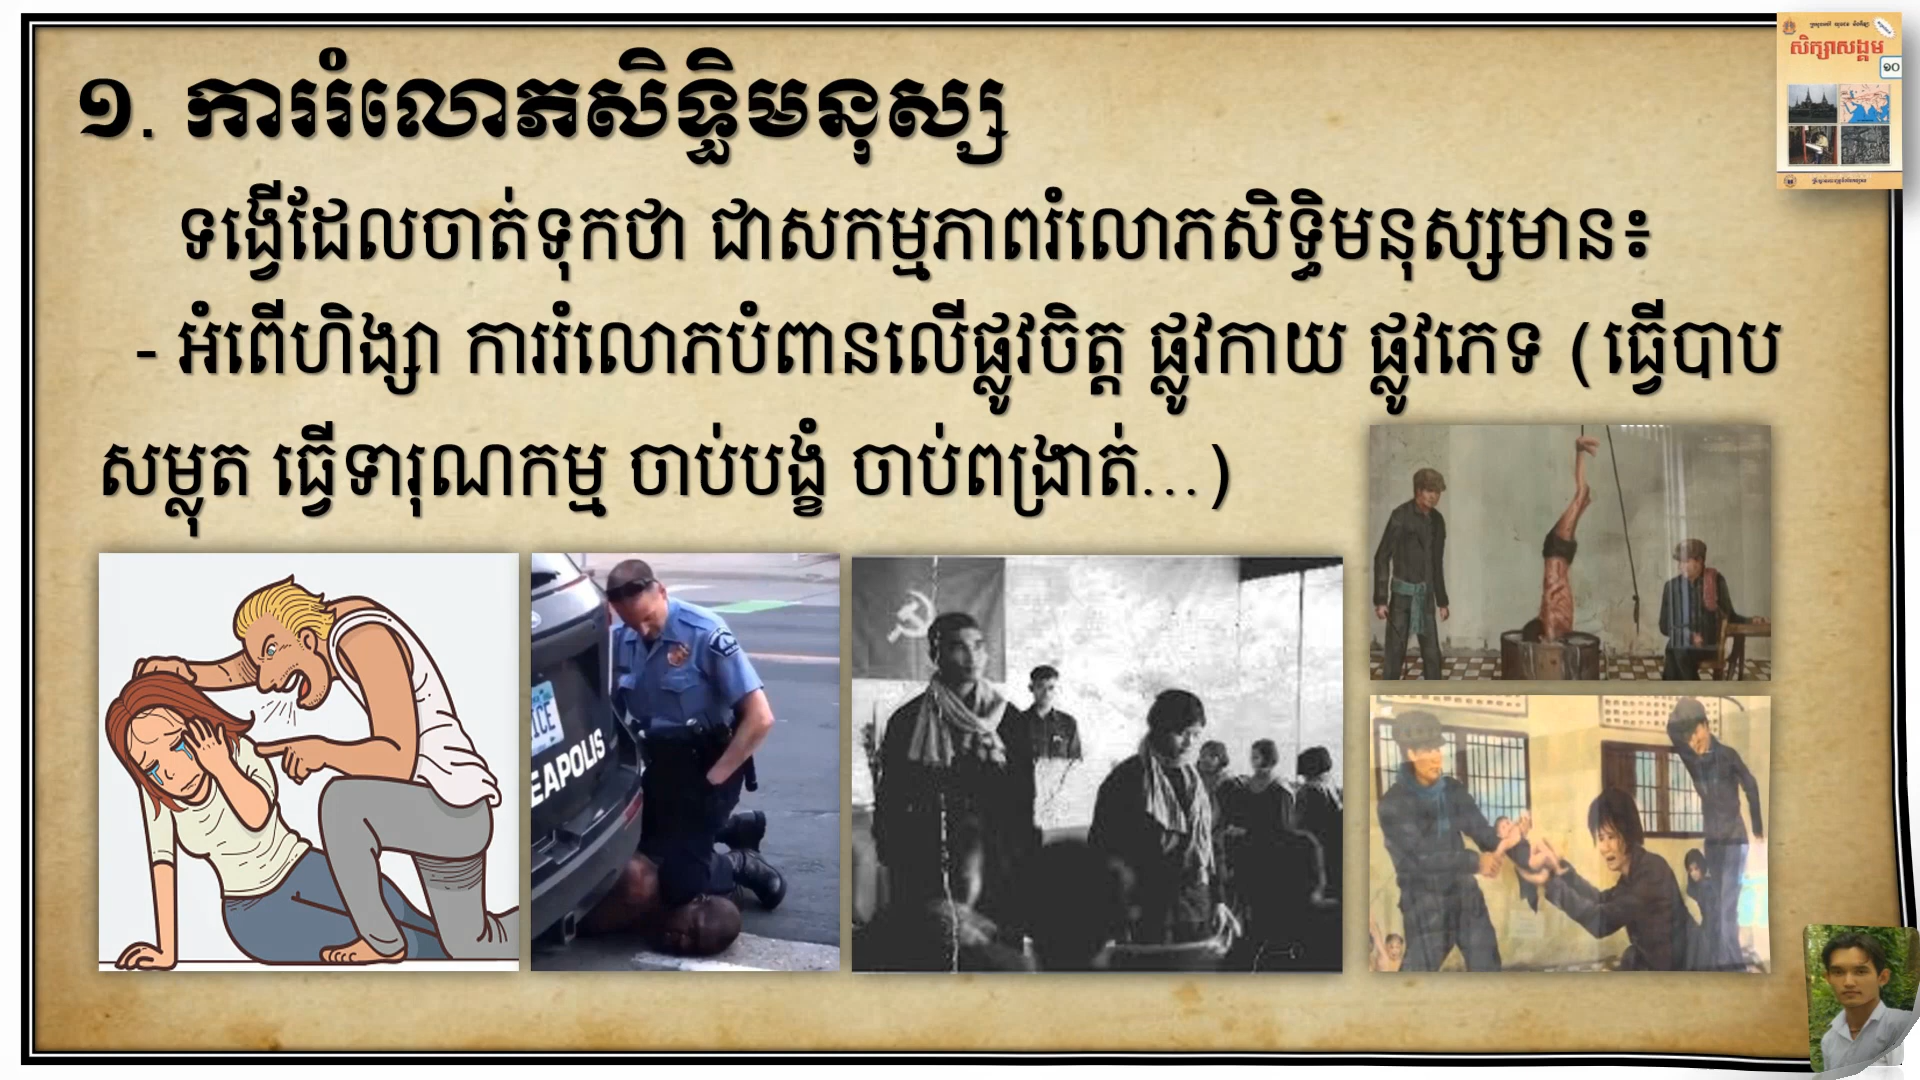 សិក្សាសង្គម
១០
១. ការរំលោភសិទ្ធិមនុស្ស
ទង្វើដែលចាត់ទុកថា ជាសកម្មភាពរំលោភសិទ្ធិមនុស្សមាន៖
- អំពើហិង្សា ការរំលោភបំពានលើផ្លូវចិត្ត ផ្លូវកាយ ផ្លូវភេទ (ធ្វើបាប
សម្លុត ធ្វើទារុណកម្ម ចាប់បង្ខំ ចាប់ពង្រាត់...)
ICE
EAPOLIS